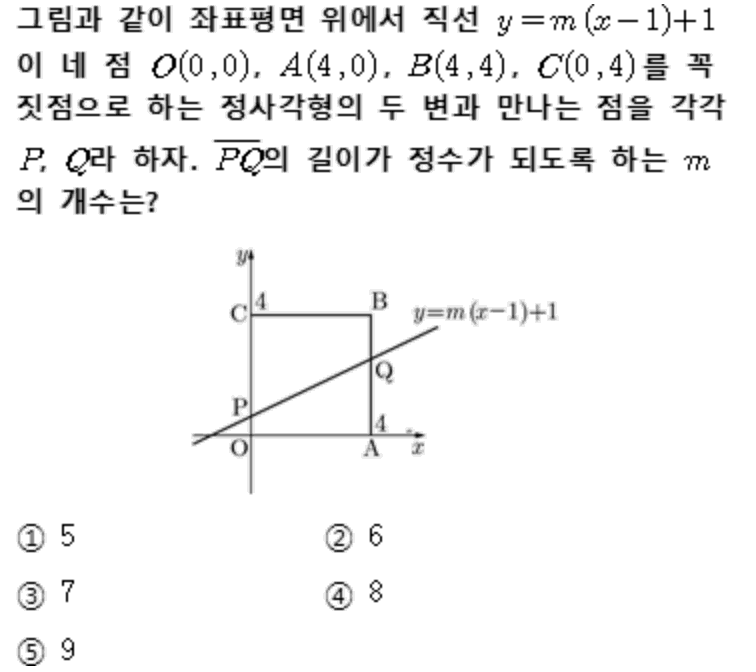 그림과 같이 좌표평면 위에서 직선 y=m(x-1)+1
이 네 점 O(0,0), A(4,0), B(4,4), C(0,4)를 꼭
짓점으로 하는 정사각형의 두 변과 만나는 점을 각각
P, Q라 하자. \overline{PQ}의 길이가 정수가 되도록 하는 m
의 개수는?
y
C 4 B
y=m(x-1)+1
Q
P
4
O A x
① 5 ② 6
③ 7 ④ 8
⑤ 9